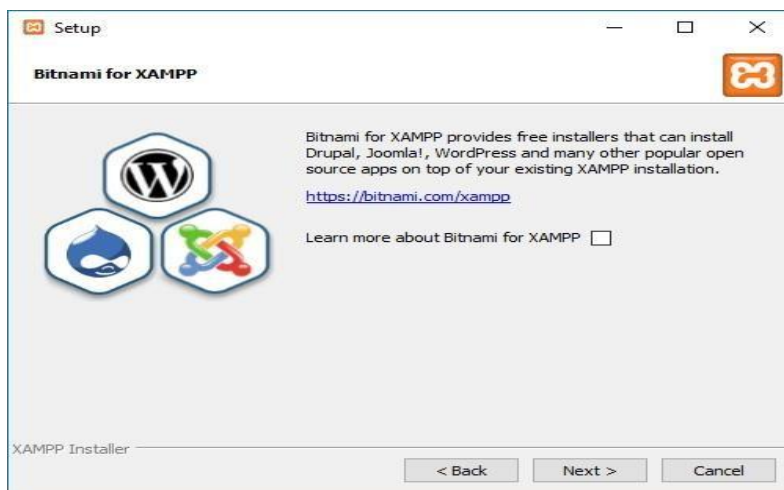 Setup
Bitnami for XAMPP
Bitnami for XAMPP provides free installers that can install
Drupal, Joomla!, WordPress and many other popular open
source apps on top of your existing XAMPP installation.
https://bitnami.com/xampp
Learn more about Bitnami for XAMPP
XAMPP Installer
< Back Next > Cancel